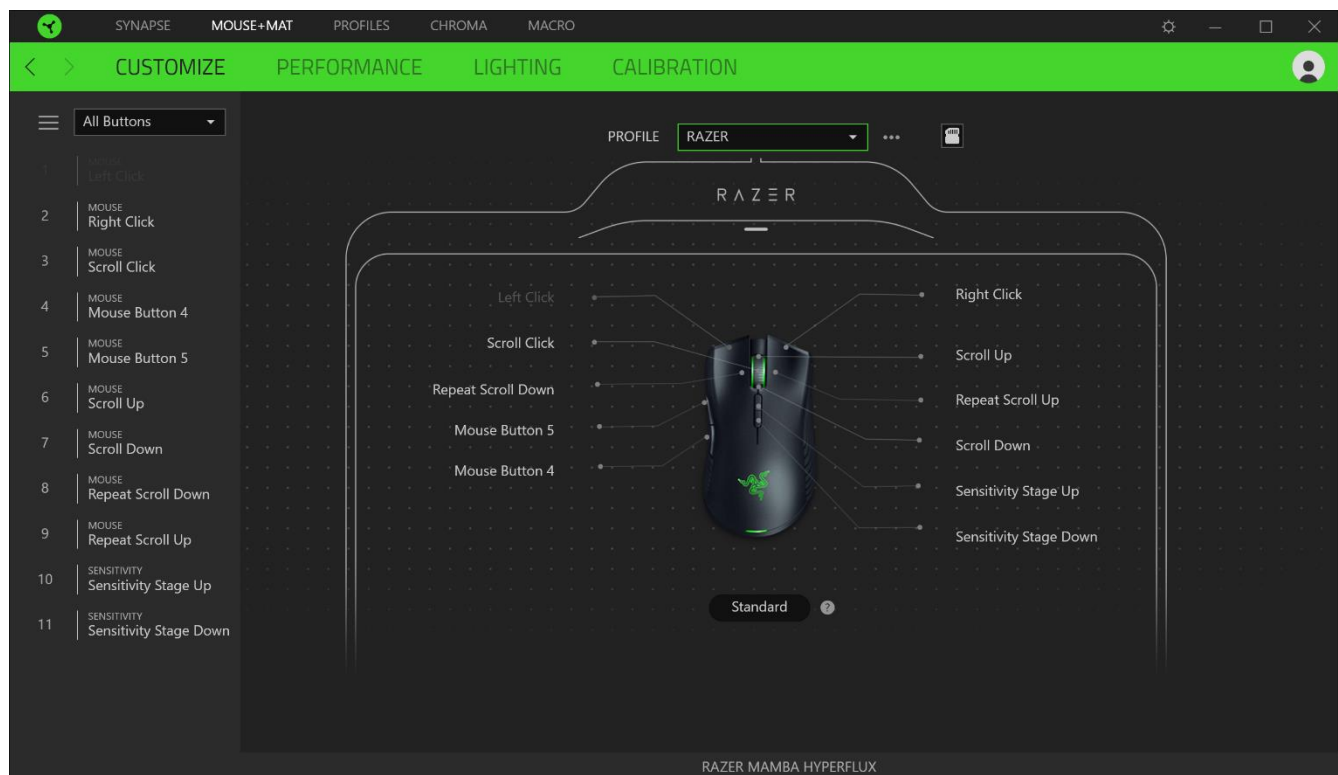 SYNAPSE MOUSE+MAT PROFILES CHROMA MACRO
CUSTOMIZE PERFORMANCE LIGHTING CALIBRATION
All Buttons
PROFILE RAZER
1 MOUSE
Left Click
2 MOUSE
Right Click
3 MOUSE
Scroll Click
4 MOUSE
Mouse Button 4
5 MOUSE
Mouse Button 5
6 MOUSE
Scroll Up
7 MOUSE
Scroll Down
8 MOUSE
Repeat Scroll Down
9 MOUSE
Repeat Scroll Up
10 SENSITIVITY
Sensitivity Stage Up
11 SENSITIVITY
Sensitivity Stage Down
RAZER
Left Click
Scroll Click
Repeat Scroll Down
Mouse Button 5
Mouse Button 4
Right Click
Scroll Up
Repeat Scroll Up
Scroll Down
Sensitivity Stage Up
Sensitivity Stage Down
Standard ?
RAZER MAMBA HYPERFLUX